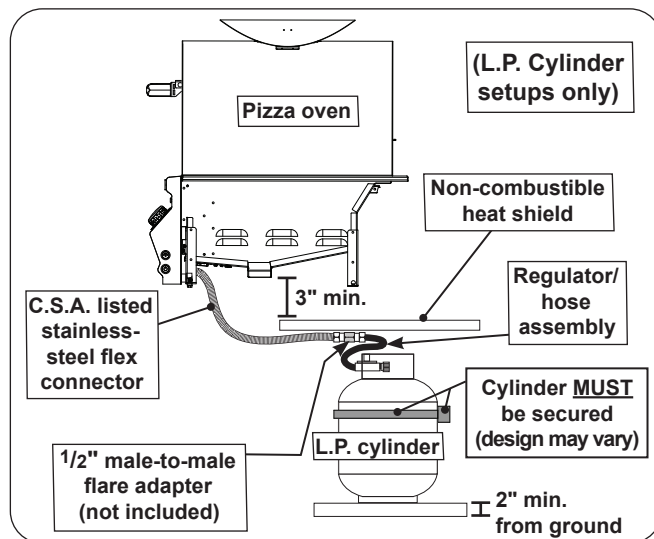 (L.P. Cylinder
setups only)
Pizza oven
Non-combustible
heat shield
3" min.
Regulator/
hose
assembly
C.S.A. listed
stainless-
steel flex
connector
Cylinder MUST
be secured
(design may vary)
L.P. cylinder
1/2" male-to-male
flare adapter
(not included)
2" min.
from ground